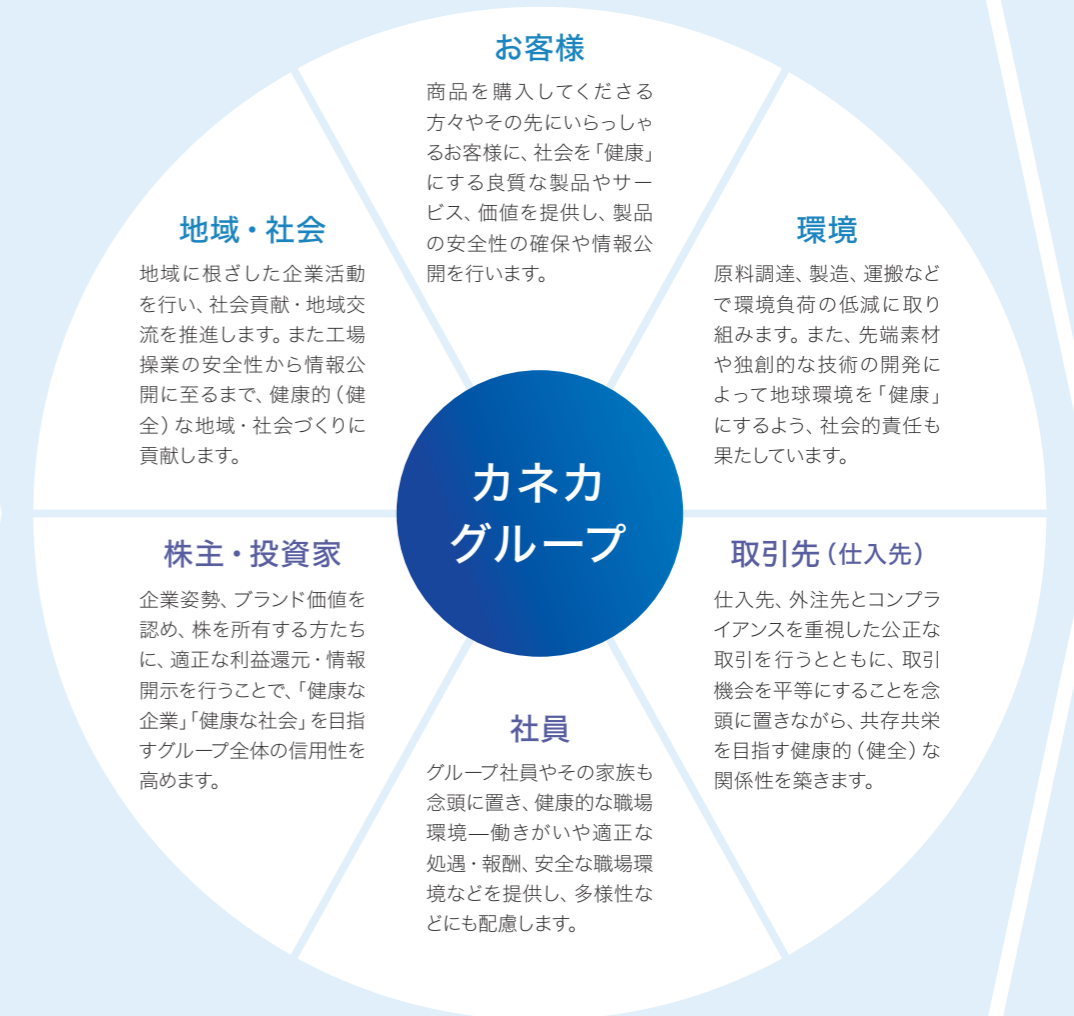 お客様
商品を購入してくださる
方々やその先にいらっしゃ
るお客様に、社会を「健康」
にする良質な製品やサー
ビス、価値を提供し、製品
の安全性の確保や情報公
開を行います。
地域・社会
地域に根ざした企業活動
を行い、社会貢献・地域交
流を推進します。また工場
操業の安全性から情報公
開に至るまで、健康的（健
全）な地域・社会づくりに
貢献します。
環境
原料調達、製造、運搬など
で環境負荷の低減に取り
組みます。また、先端素材
や独創的な技術の開発に
よって地球環境を「健康」
にするよう、社会的責任も
果たしています。
カネカ
グループ
株主・投資家
企業姿勢、ブランド価値を
認め、株を所有する方たち
に、適正な利益還元・情報
開示を行うことで、「健康な
企業」「健康な社会」を目指
すグループ全体の信用性を
高めます。
取引先（仕入先）
仕入先、外注先とコンプラ
イアンスを重視した公正な
取引を行うとともに、取引
機会を平等にすることを念
頭に置きながら、共存共栄
を目指す健康的（健全）な
関係性を築きます。
社員
グループ社員やその家族も
念頭に置き、健康的な職場
環境―働きがいや適正な
処遇・報酬、安全な職場環
境などを提供し、多様性な
どにも配慮します。